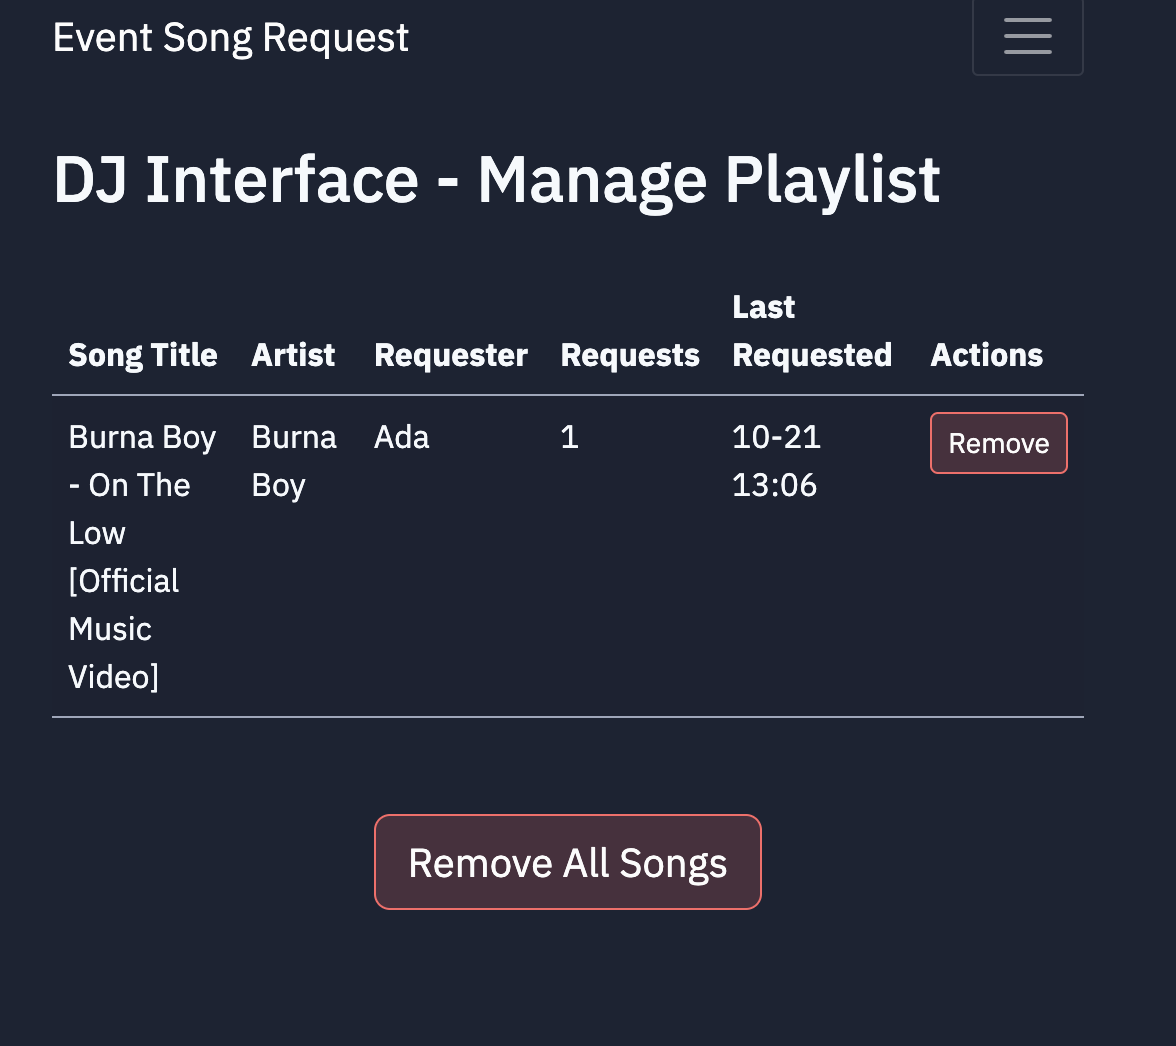 Event Song Request
DJ Interface - Manage Playlist
Last
Song Title Artist Requester Requests Requested Actions
Burna Boy Burna Ada 1 10-21 Remove
- On The Boy 13:06
Low
[Official
Music
Video]
Remove All Songs